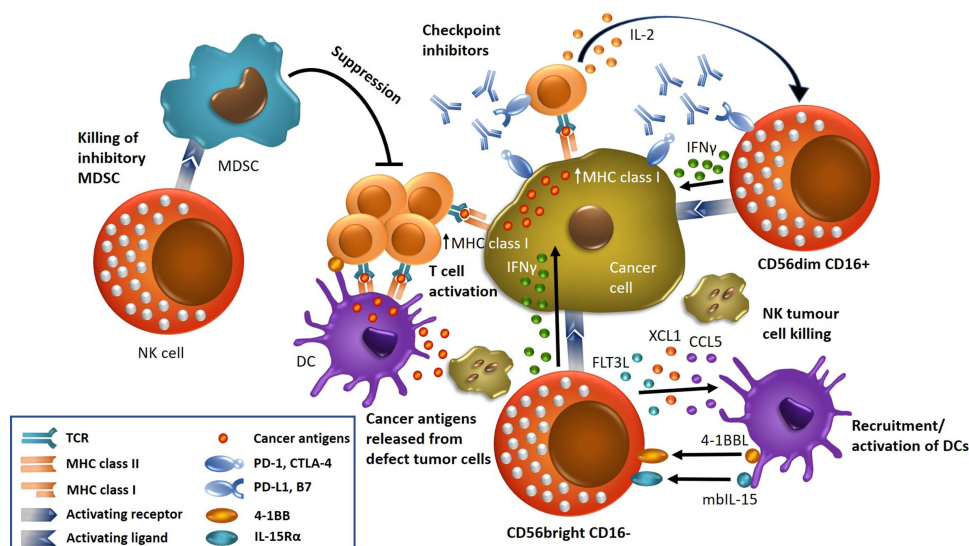 Checkpoint
inhibitors
IL-2
Suppression
Killing of
inhibitory
MDSC
MDSC
IFNγ
↑MHC class I
↑MHC class I
T cell
activation
IFNγ
Cancer
cell
CD56dim CD16+
NK cell
DC
NK tumour
cell killing
XCL1
CCL5
FLT3L
Cancer antigens
released from
defect tumor cells
Recruitment/
activation of DCs
4-1BBL
mbIL-15
CD56bright CD16-
TCR
MHC class II
MHC class I
Activating receptor
Activating ligand
Cancer antigens
PD-1, CTLA-4
PD-L1, B7
4-1BB
IL-15Rα